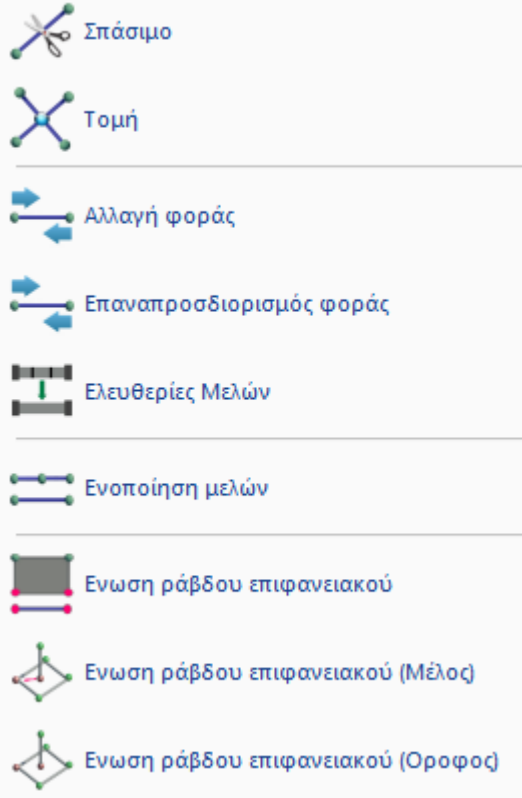 Σπάσιμο
Τομή
Αλλαγή φοράς
Επαναπροσδιορισμός φοράς
Ελευθερίες Μελών
Ενοποίηση μελών
Ενωση ράβδου επιφανειακού
Ενωση ράβδου επιφανειακού (Μέλος)
Ενωση ράβδου επιφανειακού (Οροφος)